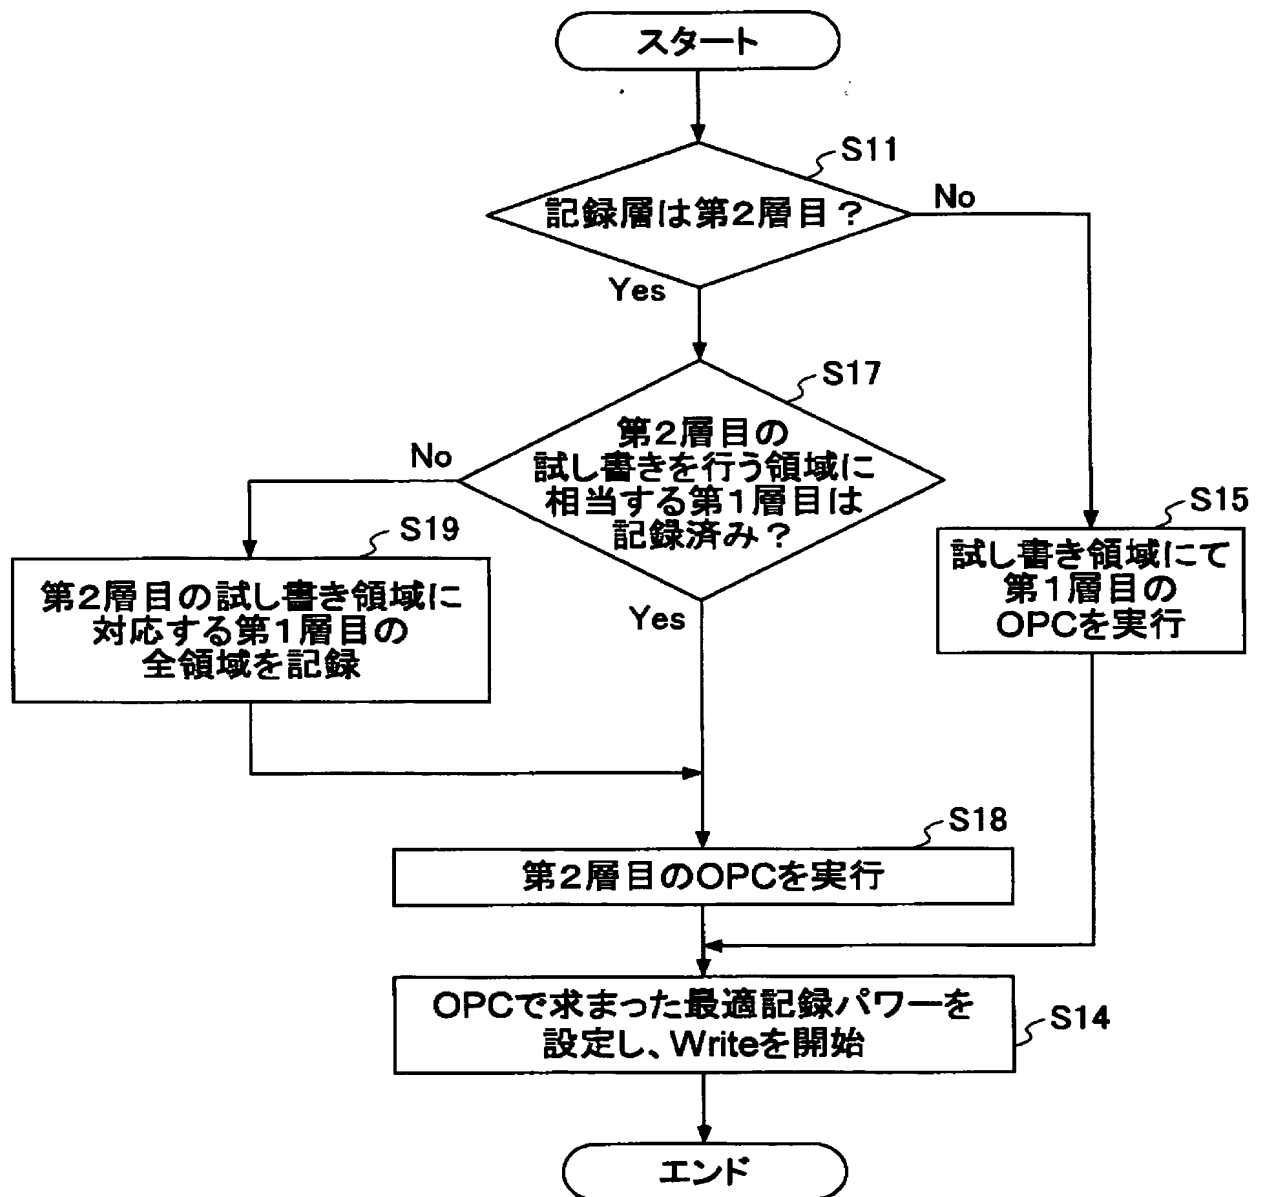 スタート
S11
記録層は第2層目?
No
Yes
S17
第2層目の
試し書きを行う領域に
相当する第1層目は
記録済み?
No
Yes
S19
第2層目の試し書き領域に
対応する第1層目の
全領域を記録
S15
試し書き領域にて
第1層目の
OPCを実行
S18
第2層目のOPCを実行
S14
OPCで求まった最適記録パワーを
設定し、Writeを開始
エンド